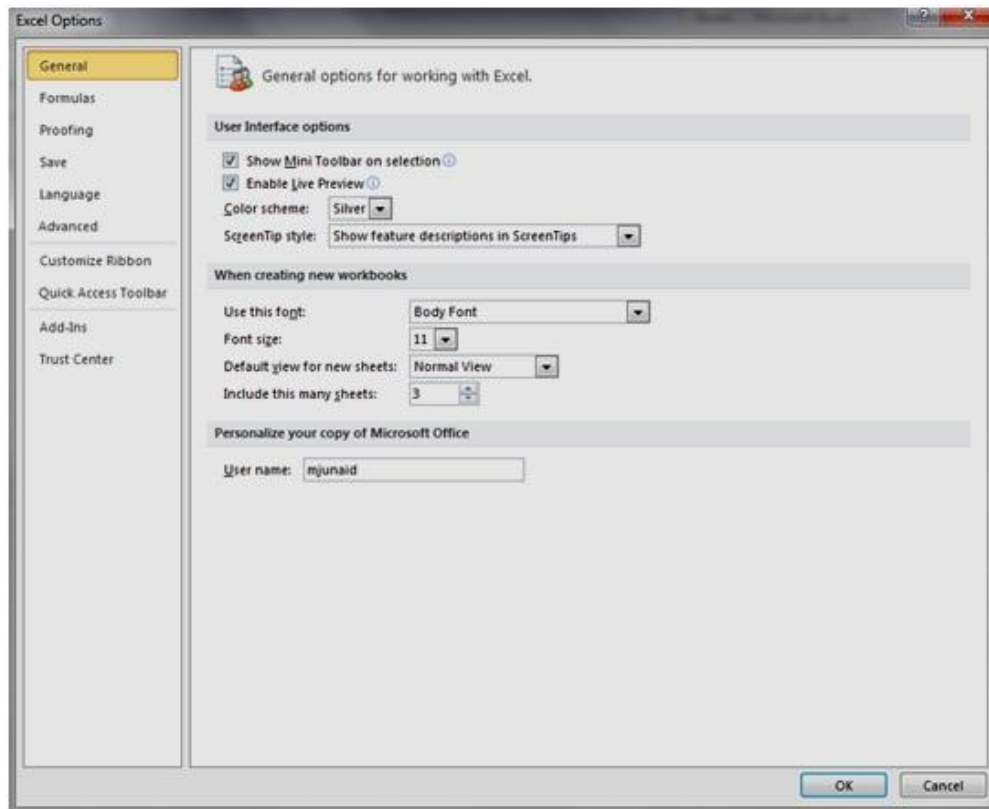 Excel Options
General
Formulas
Proofing
Save
Language
Advanced
Customize Ribbon
Quick Access Toolbar
Add-Ins
Trust Center
General options for working with Excel.
User Interface options
Show Mini Toolbar on selection
Enable Live Preview
Color scheme: Silver
ScreenTip style: Show feature descriptions in ScreenTips
When creating new workbooks
Use this font: Body Font
Font size: 11
Default view for new sheets: Normal View
Include this many sheets: 3
Personalize your copy of Microsoft Office
User name: mjunaid
OK Cancel